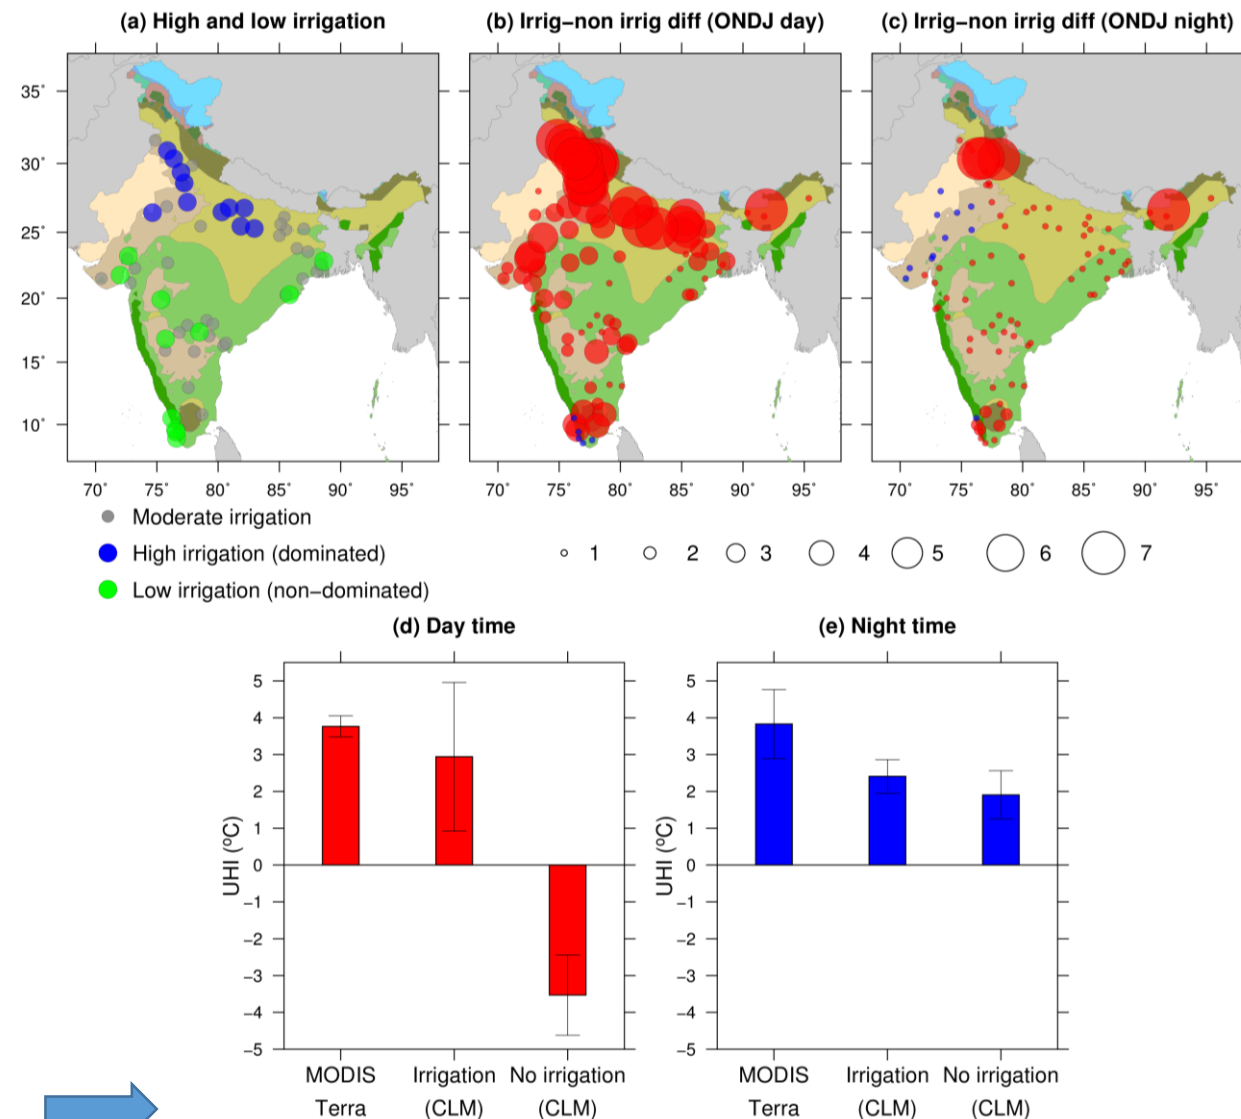 (a) High and low irrigation
(b) Irrig−non irrig diff (ONDJ day)
(c) Irrig−non irrig diff (ONDJ night)
35˚
30˚
25˚
20˚
15˚
10˚
70˚ 75˚ 80˚ 85˚ 90˚ 95˚
70˚ 75˚ 80˚ 85˚ 90˚ 95˚
70˚ 75˚ 80˚ 85˚ 90˚ 95˚
Moderate irrigation
High irrigation (dominated)
Low irrigation (non−dominated)
1 2 3 4 5 6 7
(d) Day time
UHI (ºC)
5
4
3
2
1
0
−1
−2
−3
−4
−5
MODIS Irrigation No irrigation
Terra (CLM) (CLM)
(e) Night time
UHI (ºC)
5
4
3
2
1
0
−1
−2
−3
−4
−5
MODIS Irrigation No irrigation
Terra (CLM) (CLM)